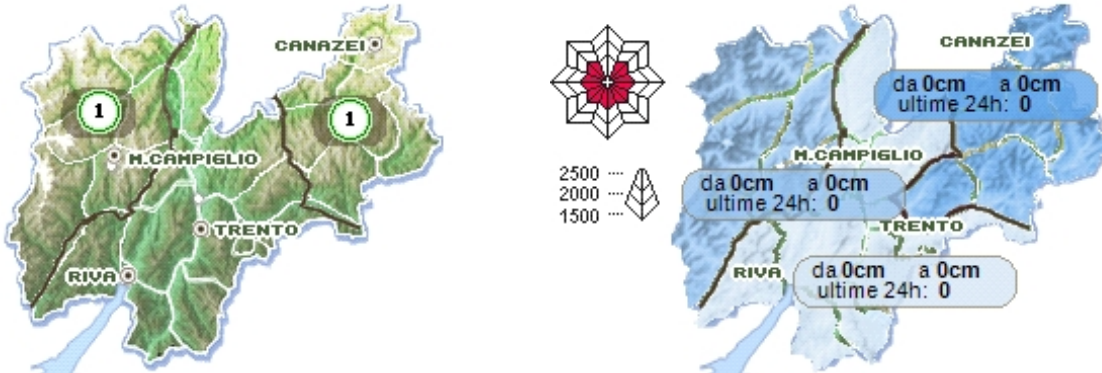 CANAZEI
1
1
M.CAMPIGLIO
TRENTO
RIVA
2500
2000
1500
CANAZEI
da 0cm a 0cm
ultime 24h: 0
M.CAMPIGLIO
da 0cm a 0cm
ultime 24h: 0
TRENTO
RIVA
da 0cm a 0cm
ultime 24h: 0